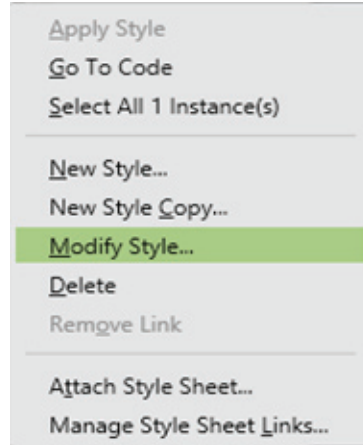 Apply Style
Go To Code
Select All 1 Instance(s)
New Style...
New Style Copy...
Modify Style...
Delete
Remove Link
Attach Style Sheet...
Manage Style Sheet Links...